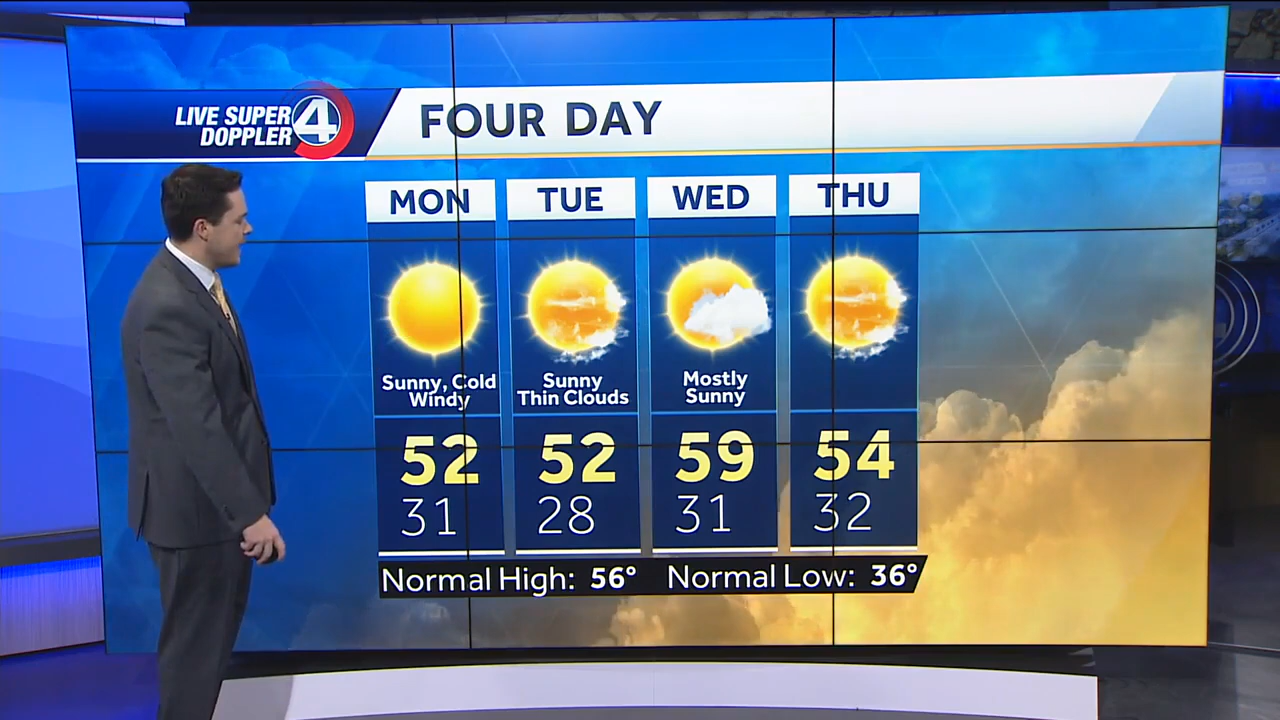 LIVE SUPER
DOPPLER 4
FOUR DAY
MON TUE WED THU
Sunny, Cold
Windy
Sunny
Thin Clouds
Mostly
Sunny
52 52 59 54
31 28 31 32
Normal High: 56° Normal Low: 36°